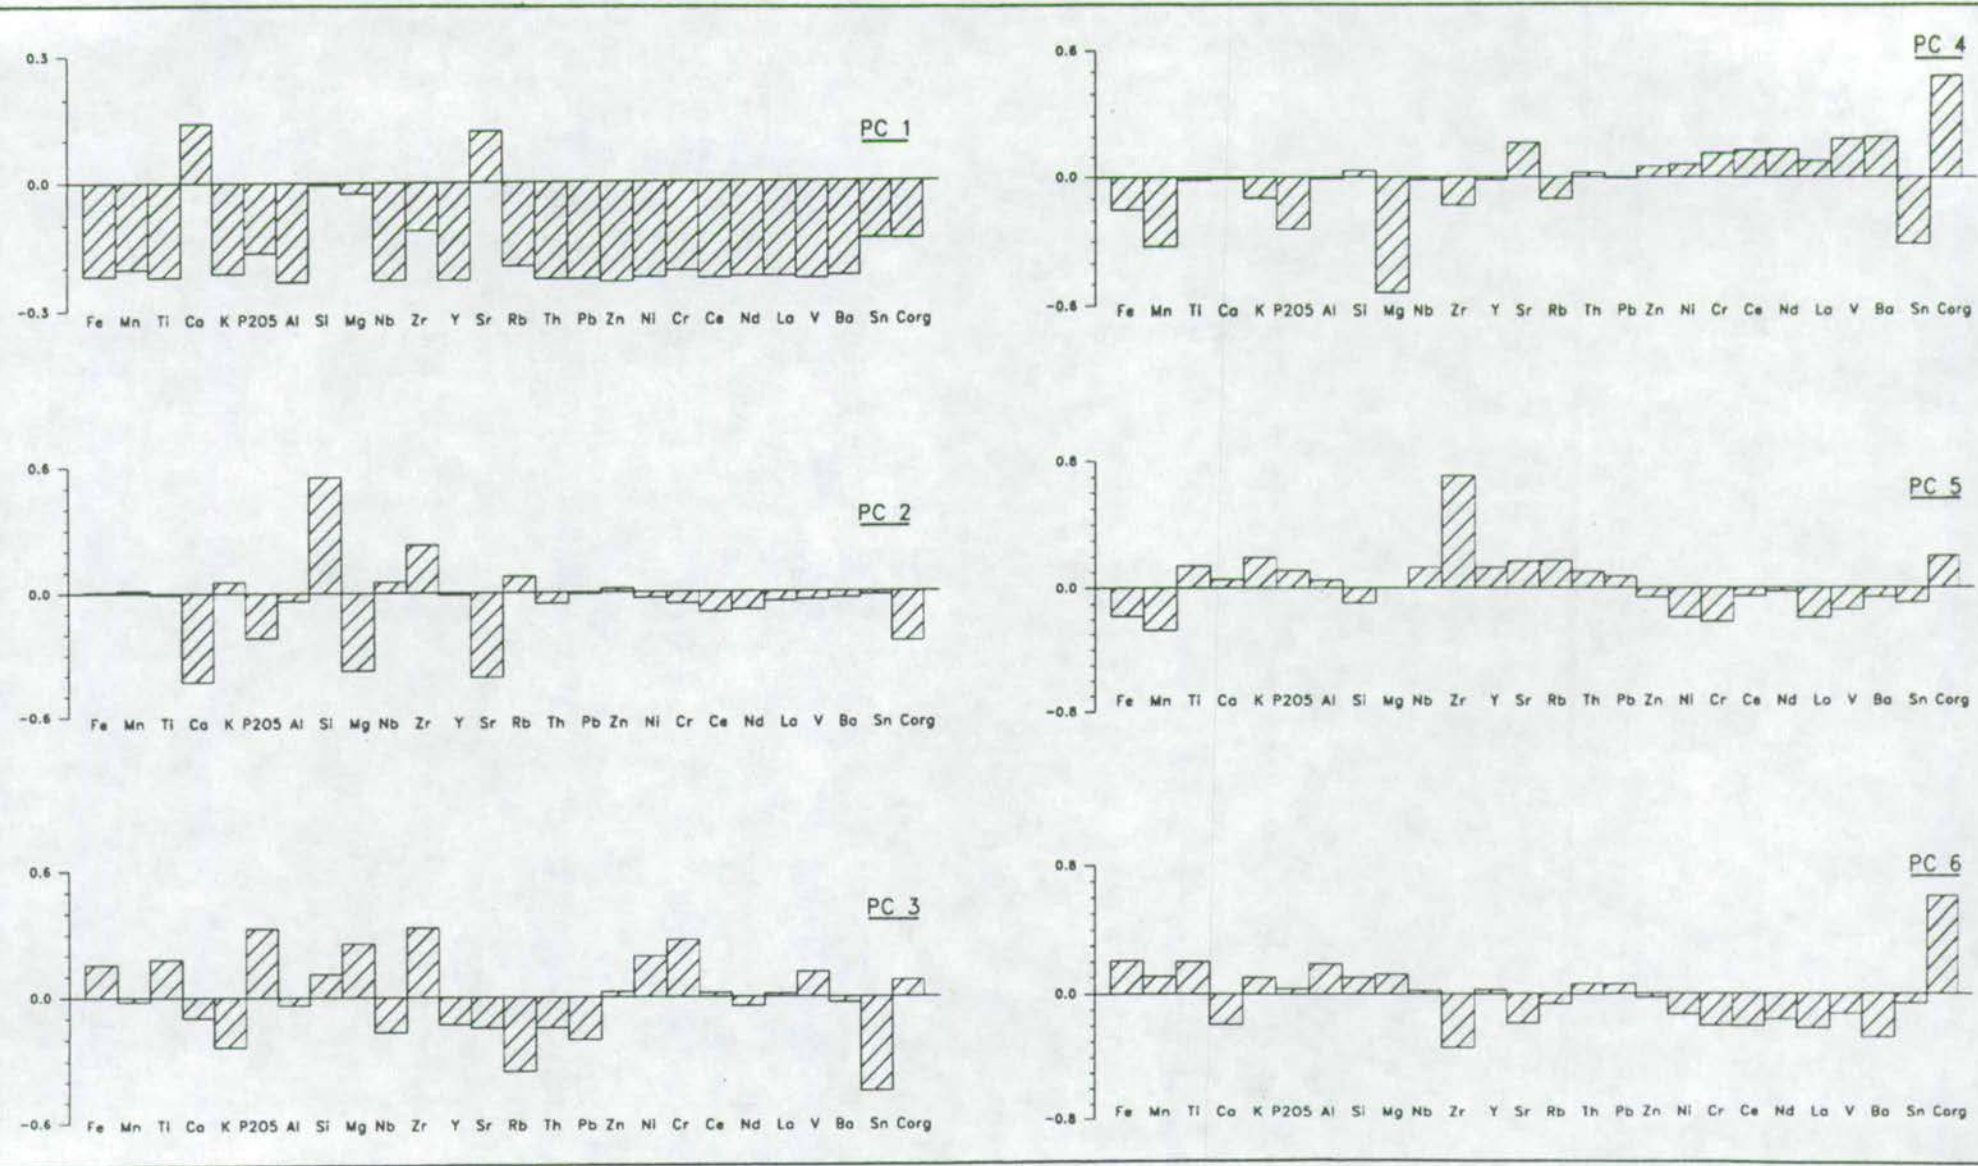 0.3
PC 1
0.0
-0.3
Fe Mn Ti Ca K P2O5 Al Si Mg Nb Zr Y Sr Rb Th Pb Zn Ni Cr Ce Nd La V Ba Sn Corg
0.6
PC 2
0.0
-0.6
Fe Mn Ti Ca K P2O5 Al Si Mg Nb Zr Y Sr Rb Th Pb Zn Ni Cr Ce Nd La V Ba Sn Corg
0.6
PC 3
0.0
-0.6
Fe Mn Ti Ca K P2O5 Al Si Mg Nb Zr Y Sr Rb Th Pb Zn Ni Cr Ce Nd La V Ba Sn Corg
0.6
PC 4
0.0
-0.6
Fe Mn Ti Ca K P2O5 Al Si Mg Nb Zr Y Sr Rb Th Pb Zn Ni Cr Ce Nd La V Ba Sn Corg
0.8
PC 5
0.0
-0.8
Fe Mn Ti Ca K P2O5 Al Si Mg Nb Zr Y Sr Rb Th Pb Zn Ni Cr Ce Nd La V Ba Sn Corg
0.8
PC 6
0.0
-0.8
Fe Mn Ti Ca K P2O5 Al Si Mg Nb Zr Y Sr Rb Th Pb Zn Ni Cr Ce Nd La V Ba Sn Corg